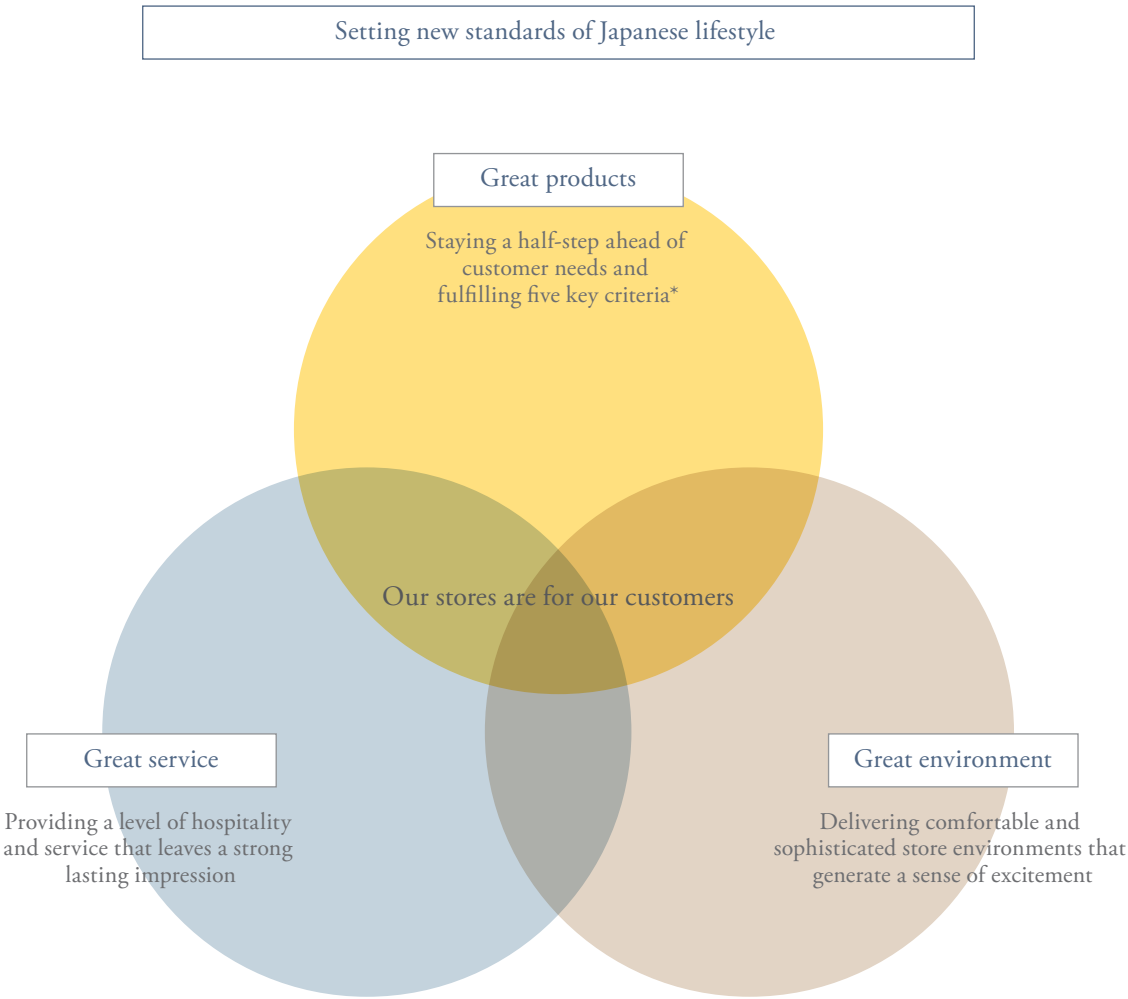 Setting new standards of Japanese lifestyle
Great products
Staying a half-step ahead of
customer needs and
fulfilling five key criteria*
Our stores are for our customers
Great service
Providing a level of hospitality
and service that leaves a strong
lasting impression
Great environment
Delivering comfortable and
sophisticated store environments that
generate a sense of excitement